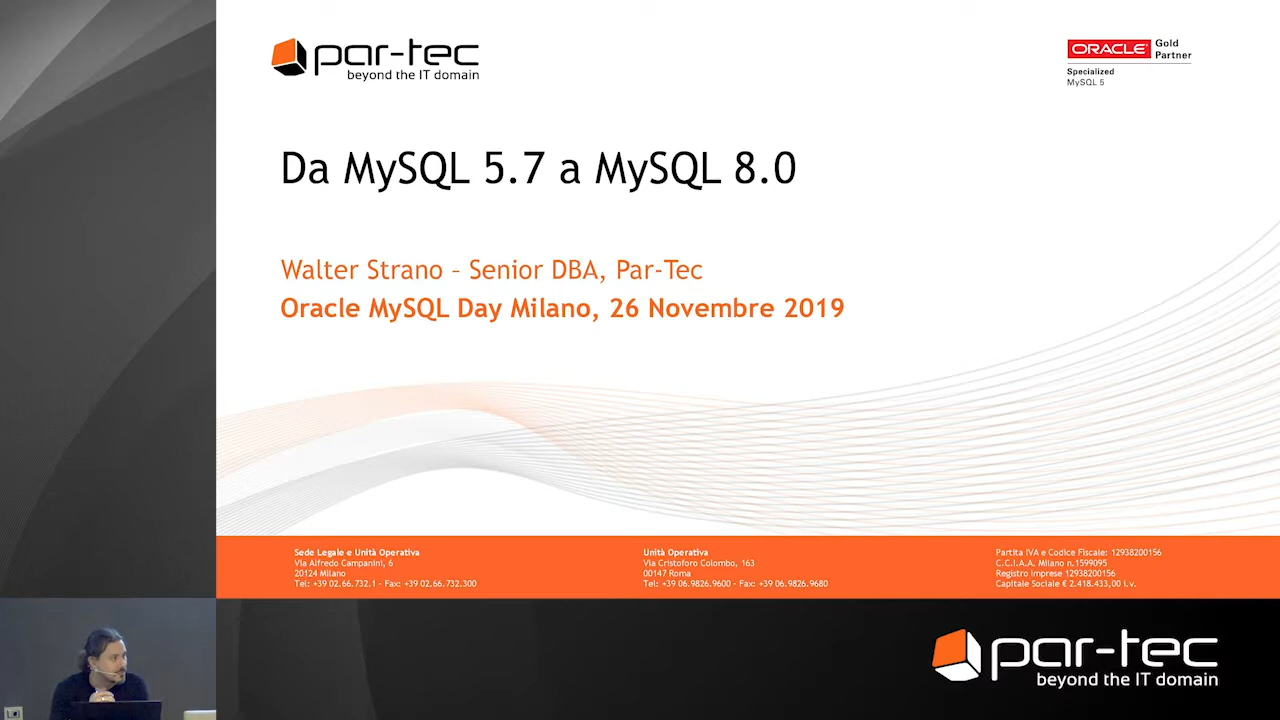 par-tec
beyond the IT domain
ORACLE Gold
Partner
Specialized
MySQL 5
Da MySQL 5.7 a MySQL 8.0
Walter Strano – Senior DBA, Par-Tec
Oracle MySQL Day Milano, 26 Novembre 2019
Sede Legale e Unità Operativa
Via Alfredo Campanini, 6
20124 Milano
Tel: +39 02.66.732.1 - Fax: +39 02.66.732.300
Unità Operativa
Via Cristoforo Colombo, 163
00147 Roma
Tel: +39 06.9826.9600 - Fax: +39 06.9826.9680
Partita IVA e Codice Fiscale: 12938200156
C.C.I.A.A. Milano n.1599095
Registro Imprese 12938200156
Capitale Sociale € 2.418.433,00 i.v.
par-tec
beyond the IT domain